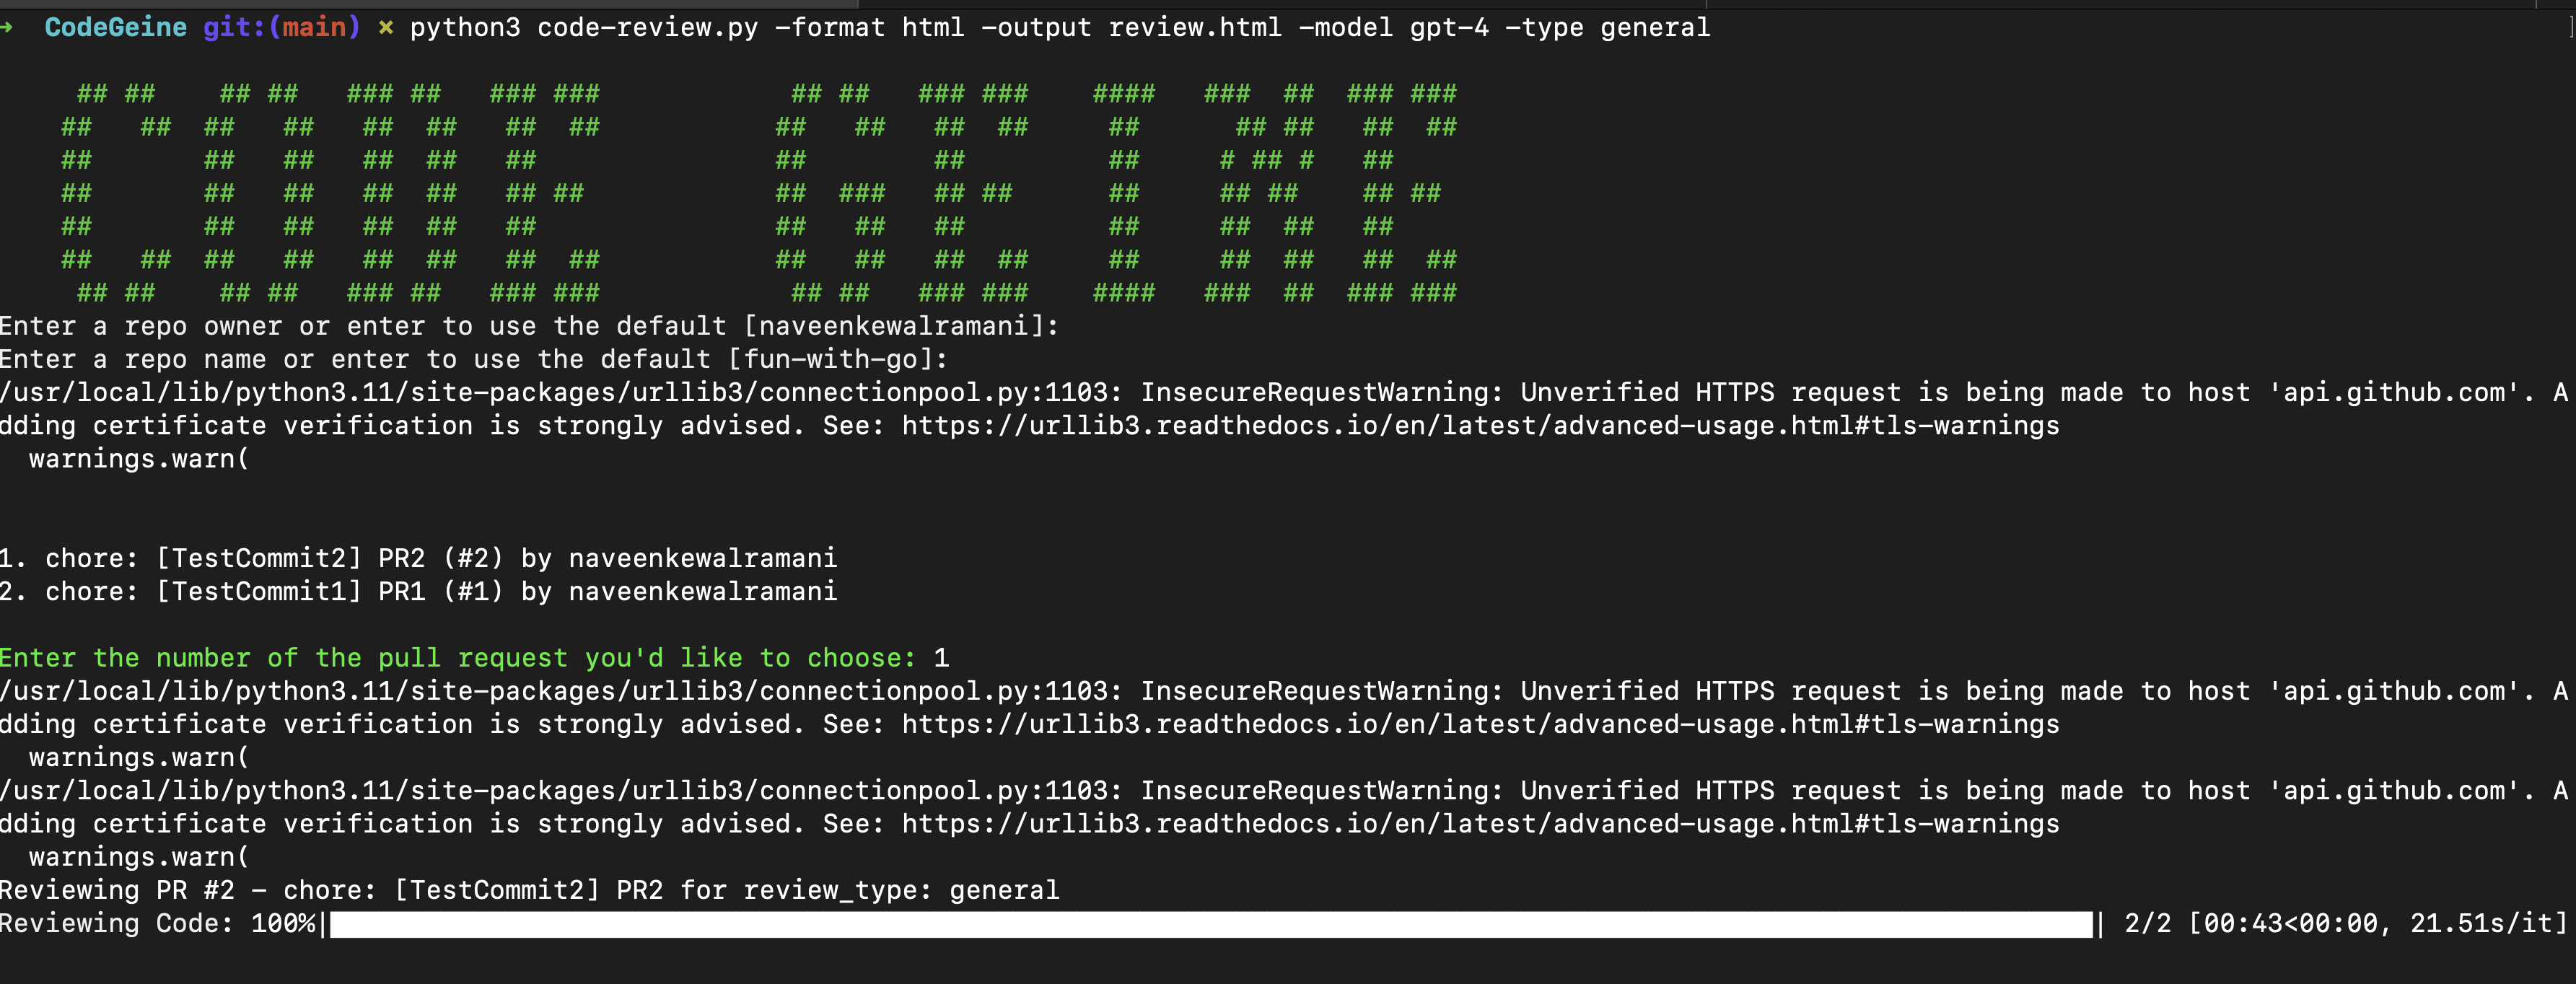 → CodeGeine git:(main) ✗ python3 code-review.py -format html -output review.html -model gpt-4 -type general ]
 ## ##    ## ##   ### ##   ### ###            ## ##   ### ###    ####   ###  ##  ### ###
##   ##  ##   ##   ##  ##   ##  ##           ##   ##   ##  ##     ##      ## ##   ##  ##
##       ##   ##   ##  ##   ##               ##        ##         ##     # ## #   ##
##       ##   ##   ##  ##   ## ##            ##  ###   ## ##      ##     ## ##    ## ##
##       ##   ##   ##  ##   ##               ##   ##   ##         ##     ##  ##   ##
##   ##  ##   ##   ##  ##   ##  ##           ##   ##   ##  ##     ##     ##  ##   ##  ##
 ## ##    ## ##   ### ##   ### ###            ## ##   ### ###    ####   ###  ##  ### ###
Enter a repo owner or enter to use the default [naveenkewalramani]:
Enter a repo name or enter to use the default [fun-with-go]:
/usr/local/lib/python3.11/site-packages/urllib3/connectionpool.py:1103: InsecureRequestWarning: Unverified HTTPS request is being made to host 'api.github.com'. A
dding certificate verification is strongly advised. See: https://urllib3.readthedocs.io/en/latest/advanced-usage.html#tls-warnings
  warnings.warn(
1. chore: [TestCommit2] PR2 (#2) by naveenkewalramani
2. chore: [TestCommit1] PR1 (#1) by naveenkewalramani
Enter the number of the pull request you'd like to choose: 1
/usr/local/lib/python3.11/site-packages/urllib3/connectionpool.py:1103: InsecureRequestWarning: Unverified HTTPS request is being made to host 'api.github.com'. A
dding certificate verification is strongly advised. See: https://urllib3.readthedocs.io/en/latest/advanced-usage.html#tls-warnings
  warnings.warn(
/usr/local/lib/python3.11/site-packages/urllib3/connectionpool.py:1103: InsecureRequestWarning: Unverified HTTPS request is being made to host 'api.github.com'. A
dding certificate verification is strongly advised. See: https://urllib3.readthedocs.io/en/latest/advanced-usage.html#tls-warnings
  warnings.warn(
Reviewing PR #2 - chore: [TestCommit2] PR2 for review_type: general
Reviewing Code: 100%|██████████| 2/2 [00:43<00:00, 21.51s/it]